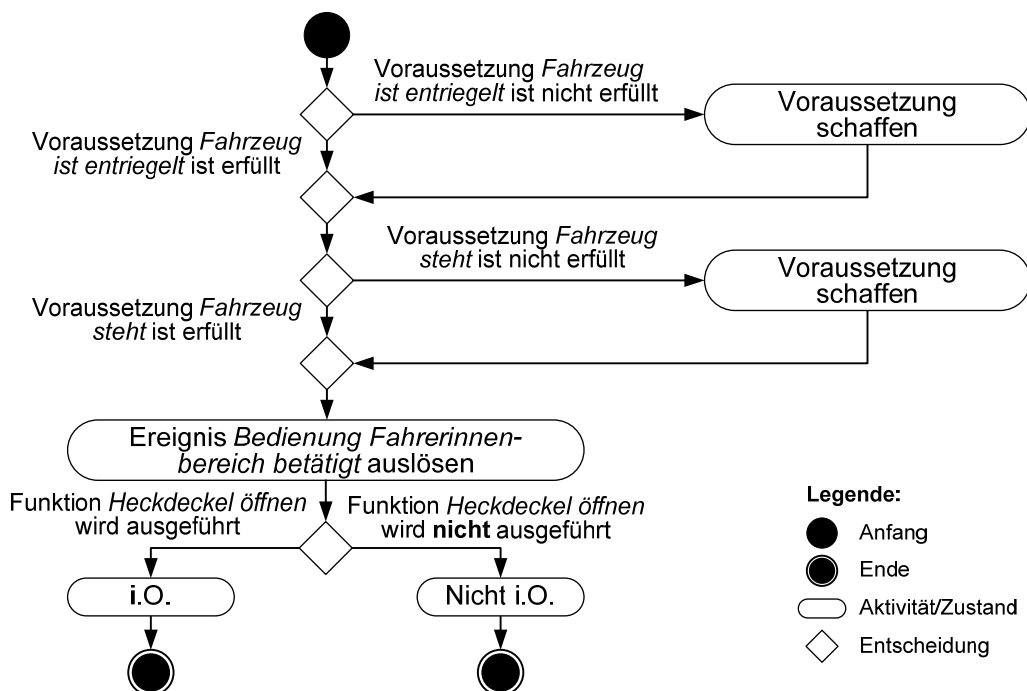 Voraussetzung Fahrzeug
ist entriegelt ist nicht erfüllt
Voraussetzung
schaffen
Voraussetzung Fahrzeug
ist entriegelt ist erfüllt
Voraussetzung Fahrzeug
steht ist nicht erfüllt
Voraussetzung
schaffen
Voraussetzung Fahrzeug
steht ist erfüllt
Ereignis Bedienung Fahrerinnen-
bereich betätigt auslösen
Funktion Heckdeckel öffnen
wird ausgeführt
Funktion Heckdeckel öffnen
wird nicht ausgeführt
i.O.
Nicht i.O.
Legende:
Anfang
Ende
Aktivität/Zustand
Entscheidung